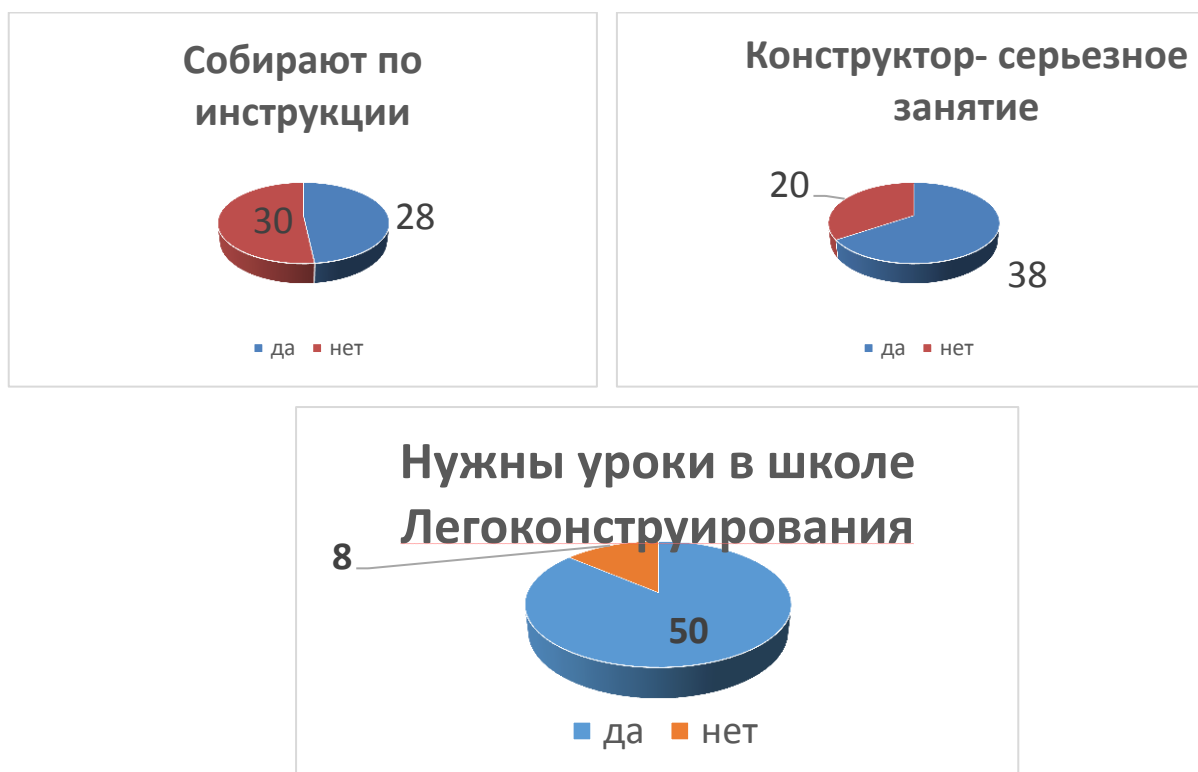 Собирают по
инструкции
30
28
да нет
Конструктор- серьезное
занятие
20
38
да нет
Нужны уроки в школе
Легоконструирования
8
50
да нет